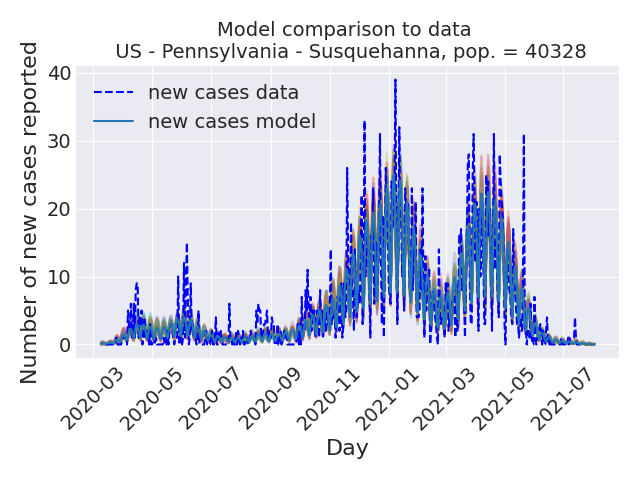 Model comparison to data
US - Pennsylvania - Susquehanna, pop. = 40328
Number of new cases reported
40
30
20
10
0
new cases data
new cases model
2020-03
2020-05
2020-07
2020-09
2020-11
2021-01
2021-03
2021-05
2021-07
Day